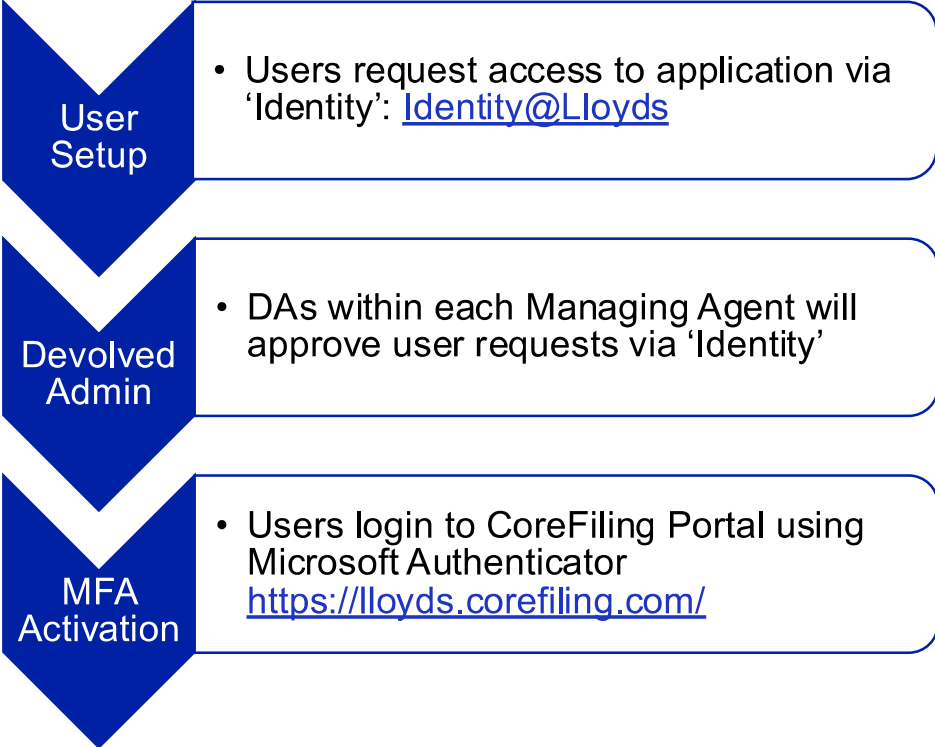 User
Setup
• Users request access to application via
‘Identity’: Identity@Lloyds
Devolved
Admin
• DAs within each Managing Agent will
approve user requests via ‘Identity’
MFA
Activation
• Users login to CoreFiling Portal using
Microsoft Authenticator
https://lloyds.corefiling.com/